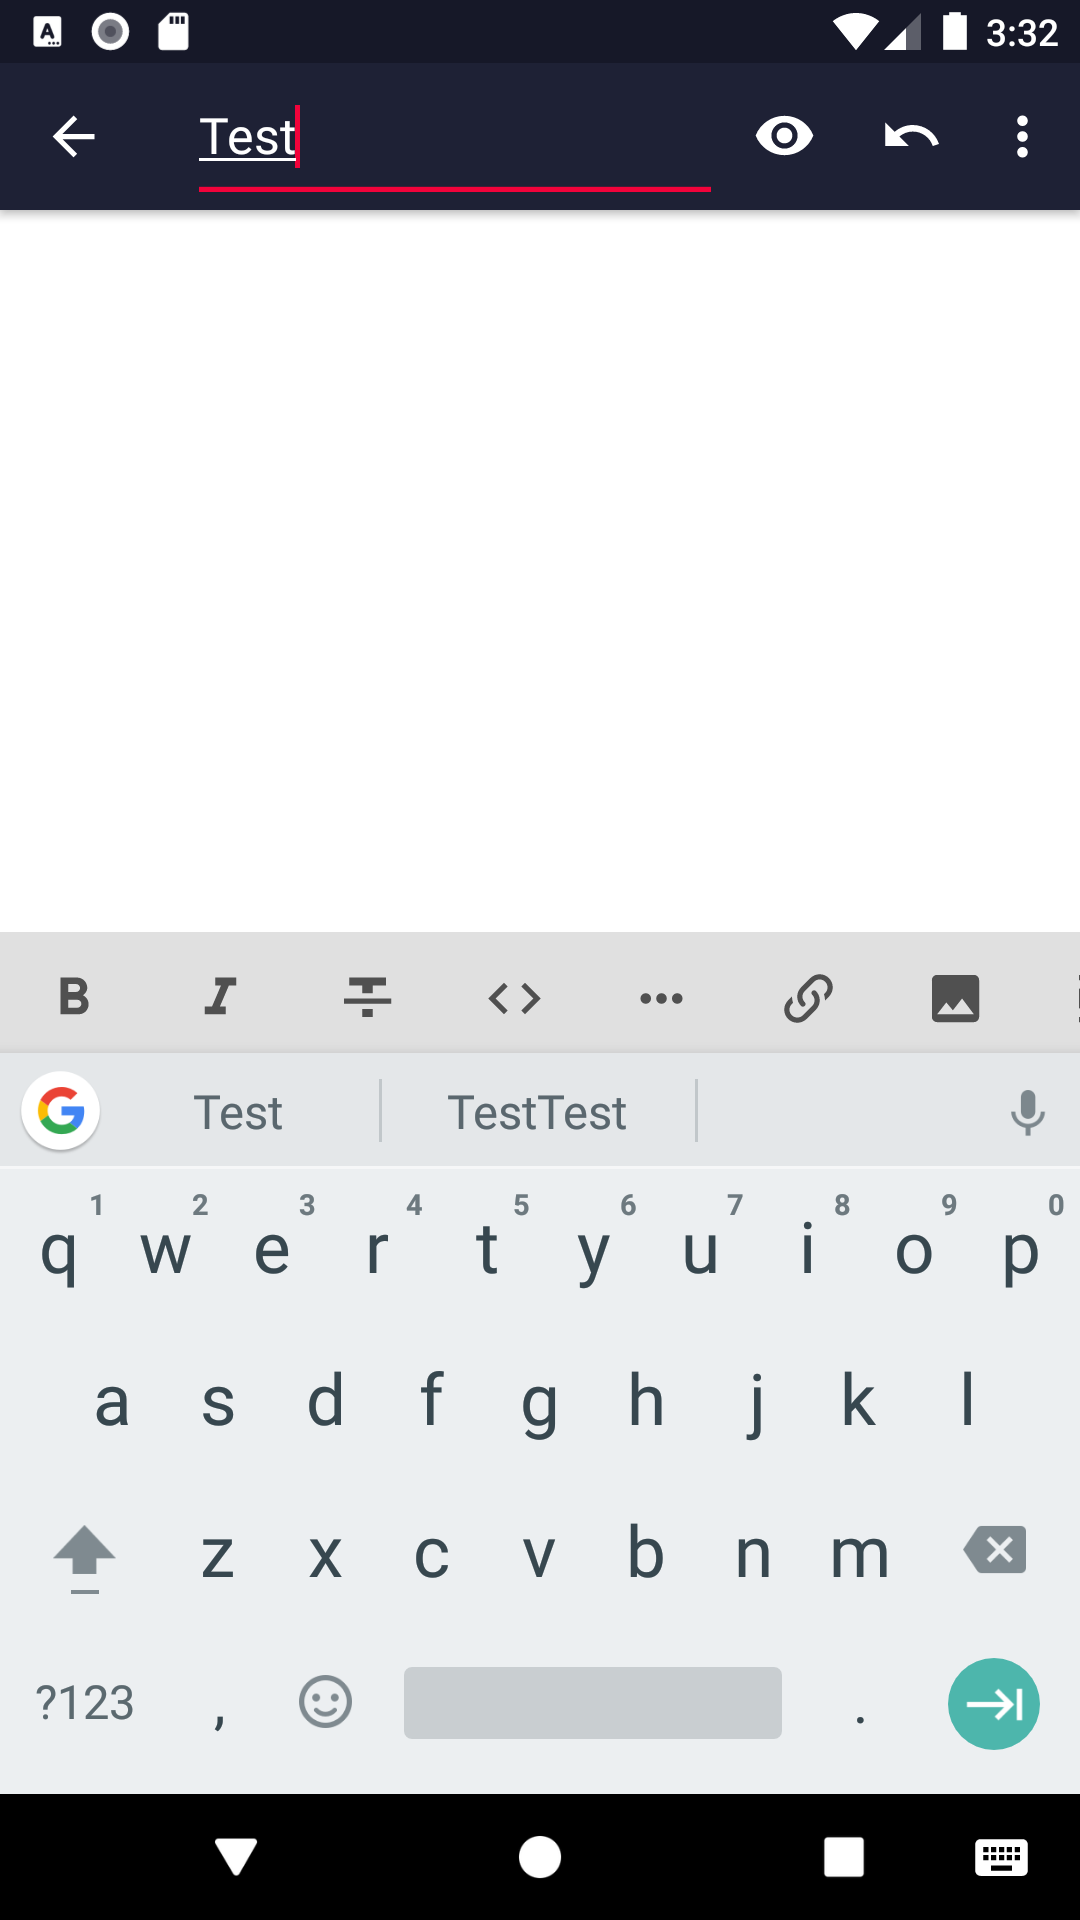 3:32
Test
B I
Test TestTest
1 2 3 4 5 6 7 8 9 0
q w e r t y u i o p
a s d f g h j k l
z x c v b n m
?123 , .